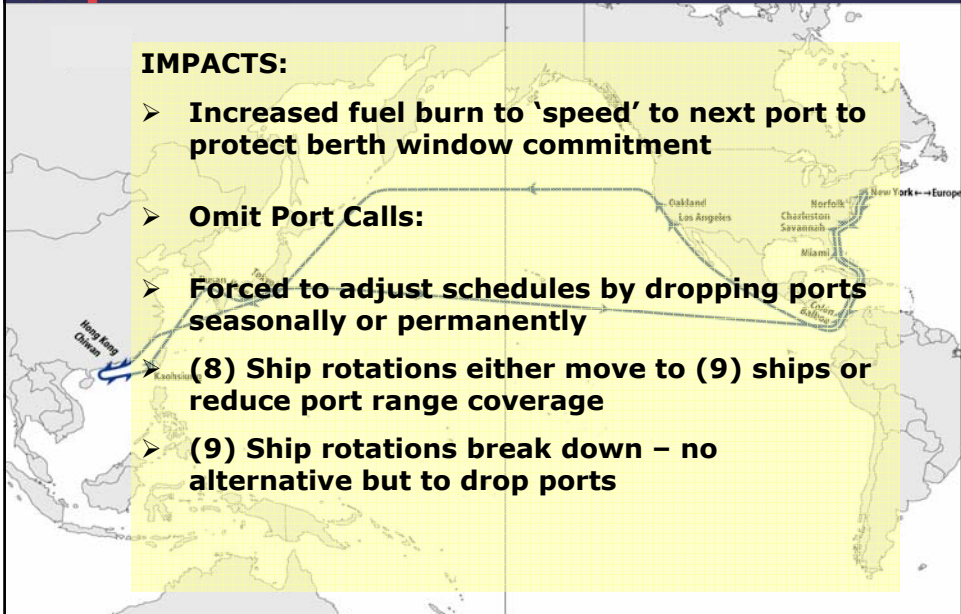 IMPACTS:
➢ Increased fuel burn to ‘speed’ to next port to
protect berth window commitment
➢ Omit Port Calls:
➢ Forced to adjust schedules by dropping ports
seasonally or permanently
➢ (8) Ship rotations either move to (9) ships or
reduce port range coverage
➢ (9) Ship rotations break down – no
alternative but to drop ports
Oakland
Los Angeles
New York←→Europe
Norfolk
Charleston
Savannah
Miami
Colon
Balboa
Hong Kong
Chiwan
Kaohsiung